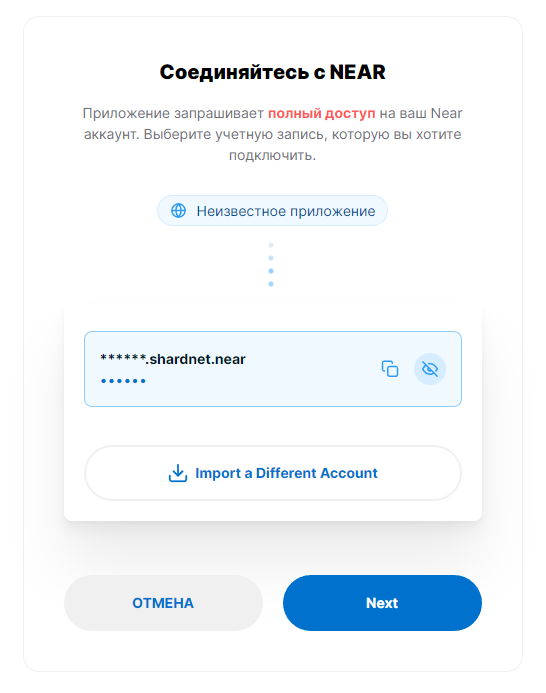 Соединяйтесь с NEAR
Приложение запрашивает полный доступ на ваш Near
аккаунт. Выберите учетную запись, которую вы хотите
подключить.
Неизвестное приложение
******.shardnet.near
••••••
Import a Different Account
ОТМЕНА
Next